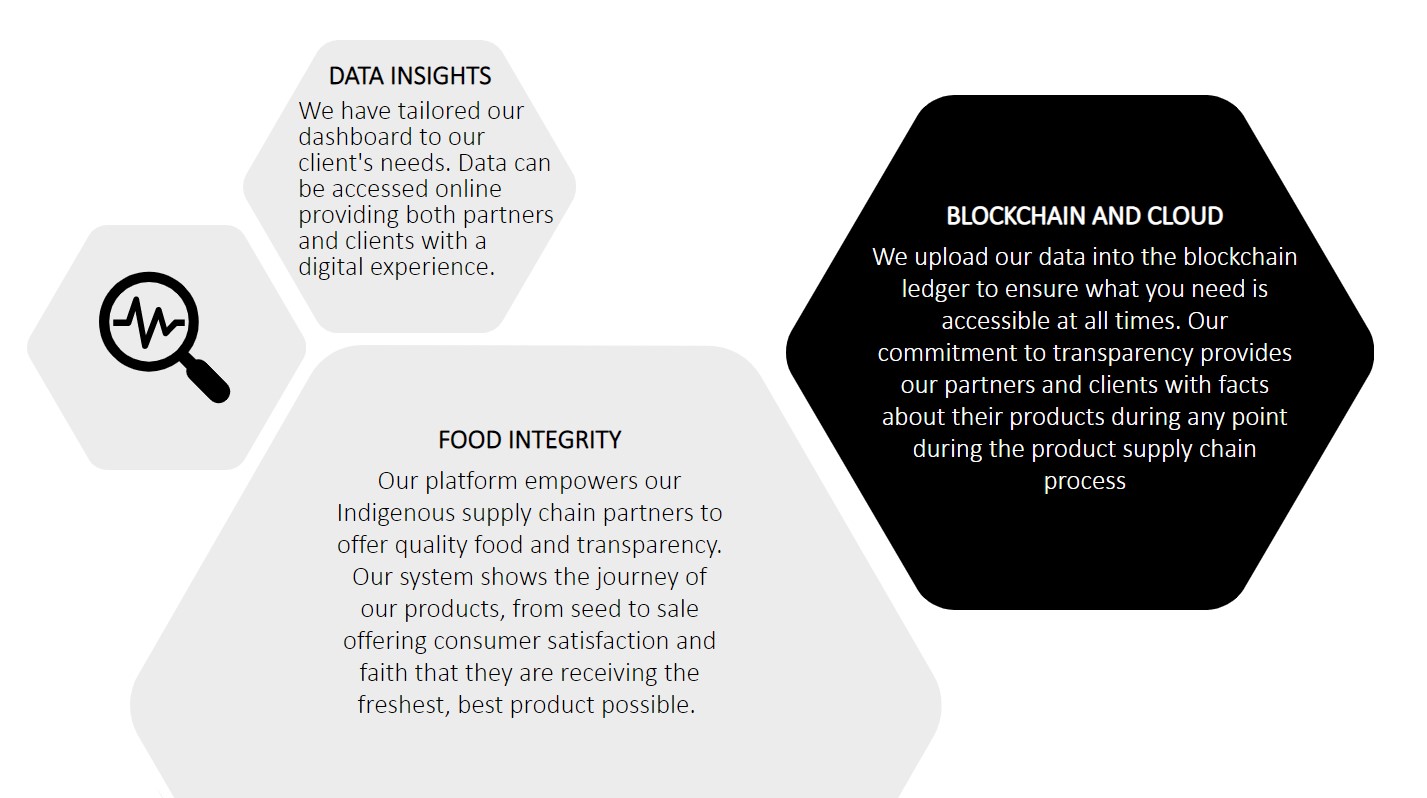 DATA INSIGHTS
We have tailored our
dashboard to our
client's needs. Data can
be accessed online
providing both partners
and clients with a
digital experience.
BLOCKCHAIN AND CLOUD
We upload our data into the blockchain
ledger to ensure what you need is
accessible at all times. Our
commitment to transparency provides
our partners and clients with facts
about their products during any point
during the product supply chain
process
FOOD INTEGRITY
Our platform empowers our
Indigenous supply chain partners to
offer quality food and transparency.
Our system shows the journey of
our products, from seed to sale
offering consumer satisfaction and
faith that they are receiving the
freshest, best product possible.